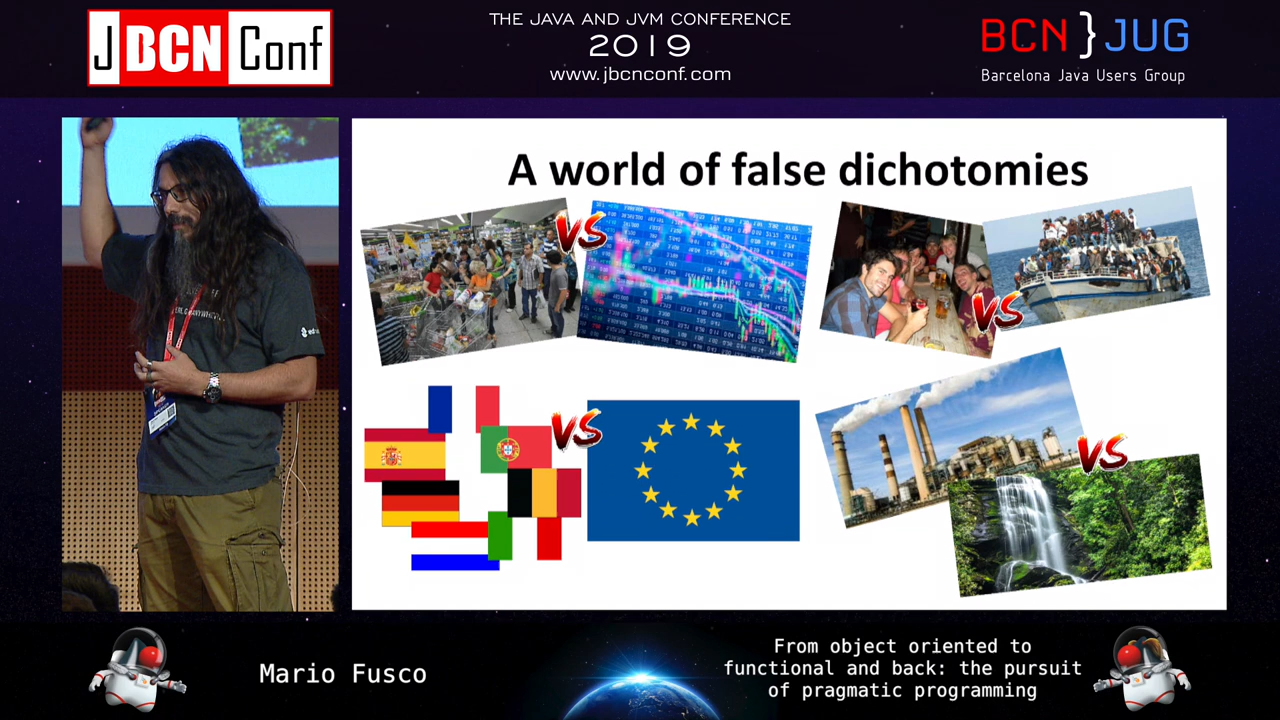 JBCNConf
THE JAVA AND JVM CONFERENCE
2019
www.jbcnconf.com
BCN}JUG
Barcelona Java Users Group
A world of false dichotomies
VS
VS
VS
VS
Mario Fusco
From object oriented to
functional and back: the pursuit
of pragmatic programming